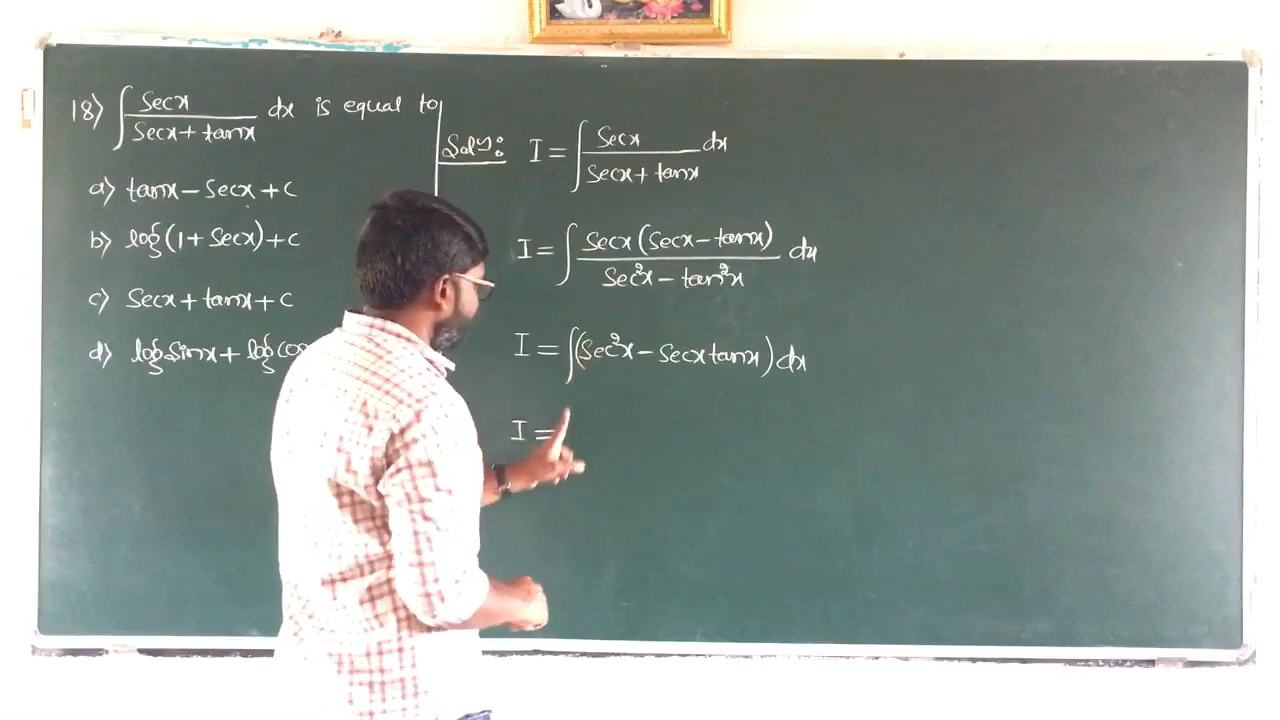 18) ∫ Secx / Secx + tanx dx is equal to
a) tanx - Secx + c
b) log(1 + Secx) + c
c) Secx + tanx + c
d) log Sinx + log
Soln: I = ∫ Secx / Secx + tanx dx
I = ∫ Secx (Secx - tanx) / Sec²x - tan²x dx
I = ∫(Sec²x - Secx tanx) dx
I =